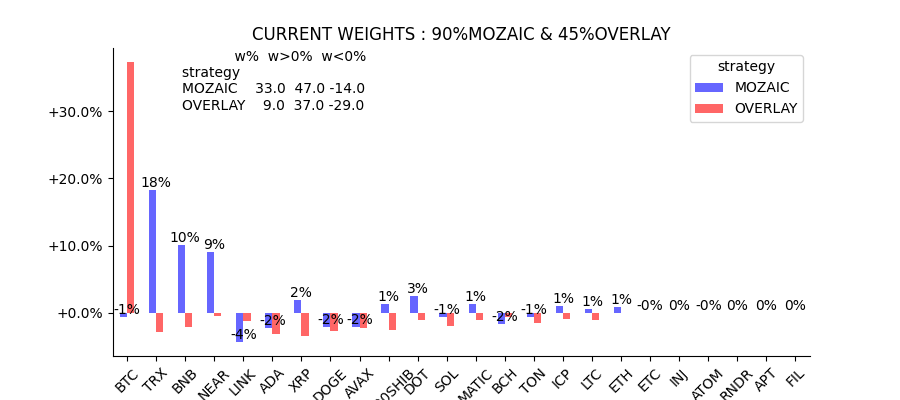 CURRENT WEIGHTS : 90%MOZAIC & 45%OVERLAY
w% w>0% w<0%
strategy
MOZAIC 33.0 47.0 -14.0
OVERLAY 9.0 37.0 -29.0
strategy
MOZAIC
OVERLAY
+30.0%
+20.0%
+10.0%
+0.0%
-1% 18% 10% 9% -4% -2% 2% -2% -2% 1% 3% -1% 1% -2% -1% 1% 1% 1% -0% 0% -0% 0% 0% 0%
BTC TRX BNB NEAR LINK ADA XRP DOGE AVAX 0SHIB DOT SOL MATIC BCH TON ICP LTC ETH ETC INJ ATOM RNDR APT FIL